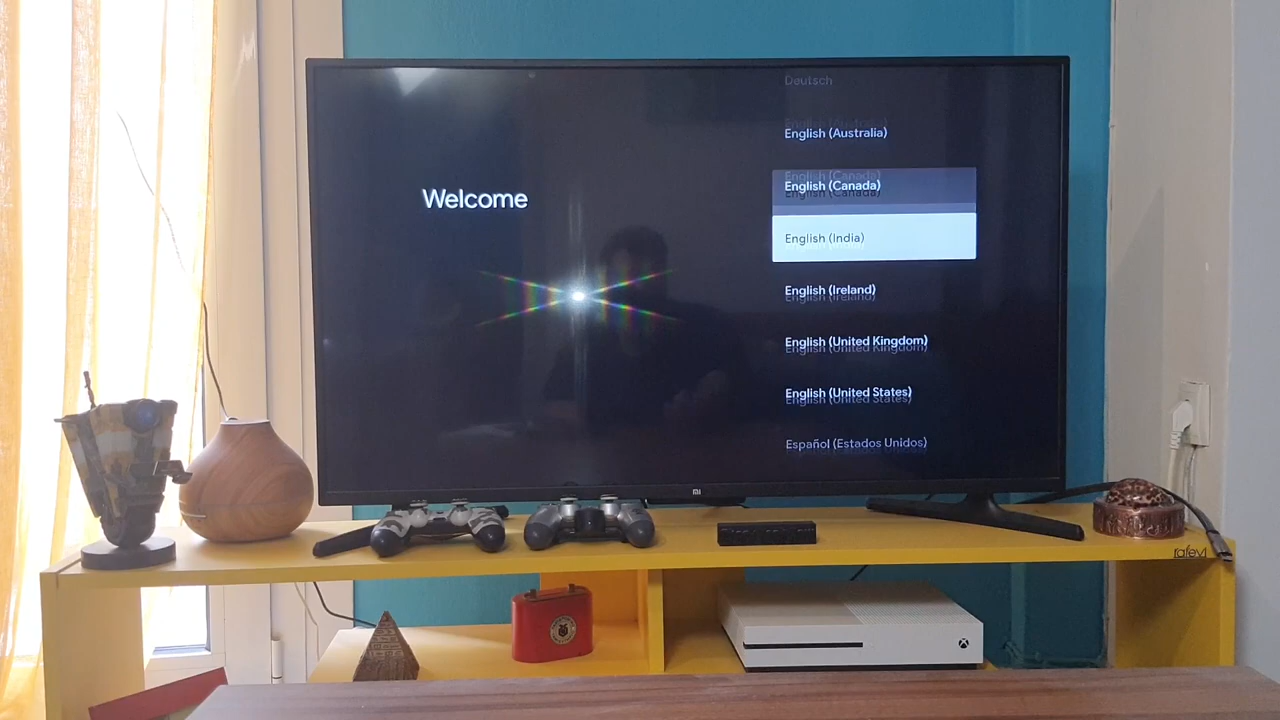 Deutsch
English (Australia)
Welcome
English (Canada)
English (India)
English (Ireland)
English (United Kingdom)
English (United States)
Español (Estados Unidos)
mi